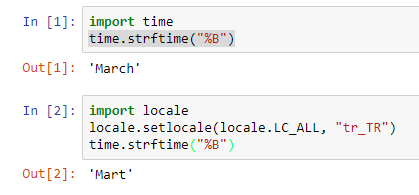 In [1]: import time
time.strftime("%B")
Out[1]: 'March'
In [2]: import locale
locale.setlocale(locale.LC_ALL, "tr_TR")
time.strftime("%B")
Out[2]: 'Mart'